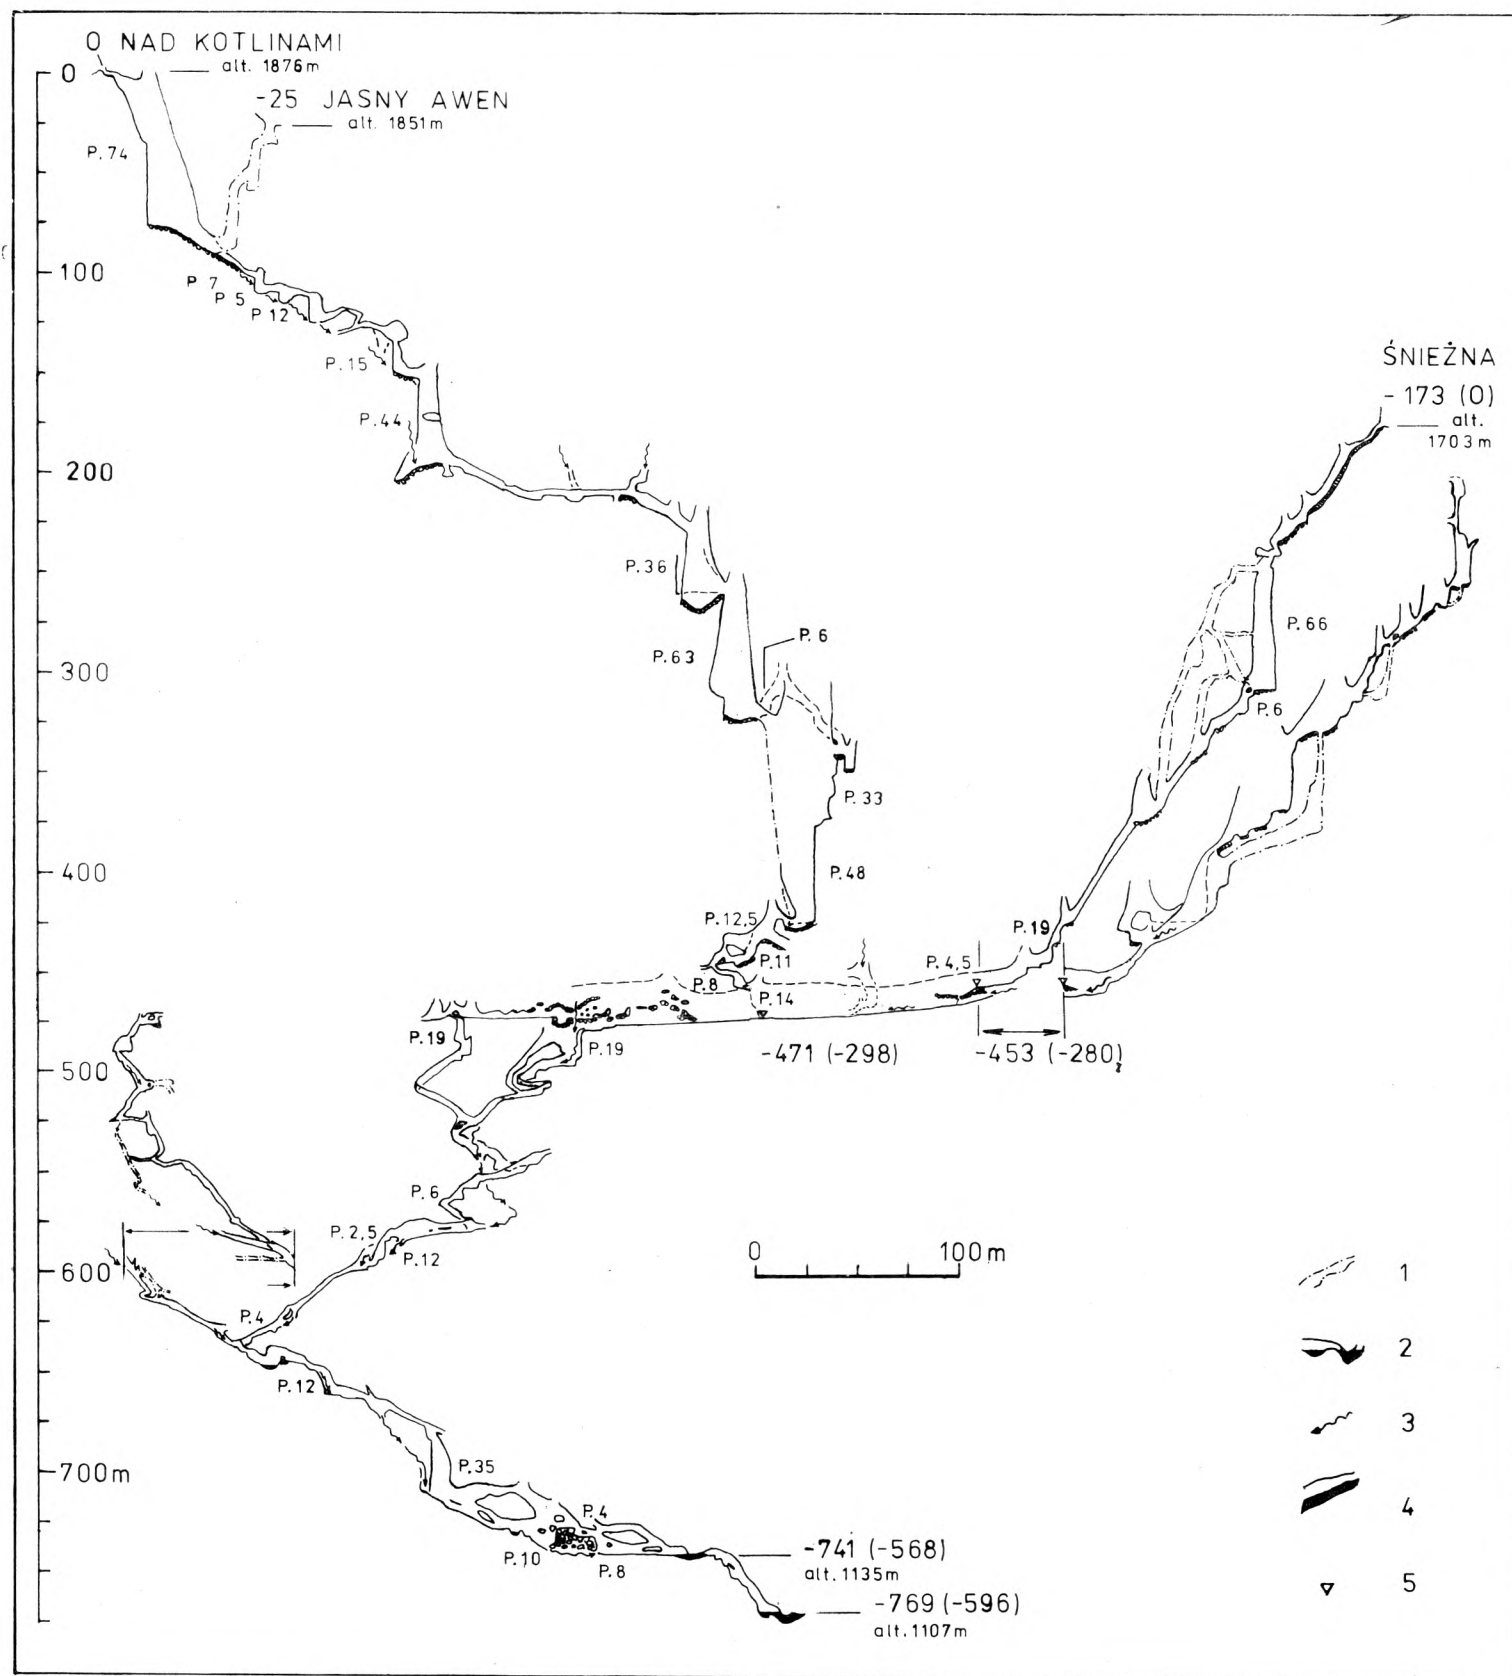 0 NAD KOTLINAMI
alt. 1876m
-25 JASNY AWEN
alt. 1851m
0
P.74
100
P 7
P 5
P 12
P.15
P.44
200
ŚNIEŻNA
-173 (0)
alt.
1703m
P.36
P.63
P.6
300
P.66
P.6
P.33
400
P.48
P.12,5
P.11
P.8
P.14
P.4,5
P.19
P.19
P.19
-471 (-298)
-453 (-280)
500
P.6
P.2,5
P.12
600
P.4
P.12
0 100m
1
2
3
4
5
700m
P.35
P.4
P.10
P.8
-741 (-568)
alt.1135m
-769 (-596)
alt.1107m